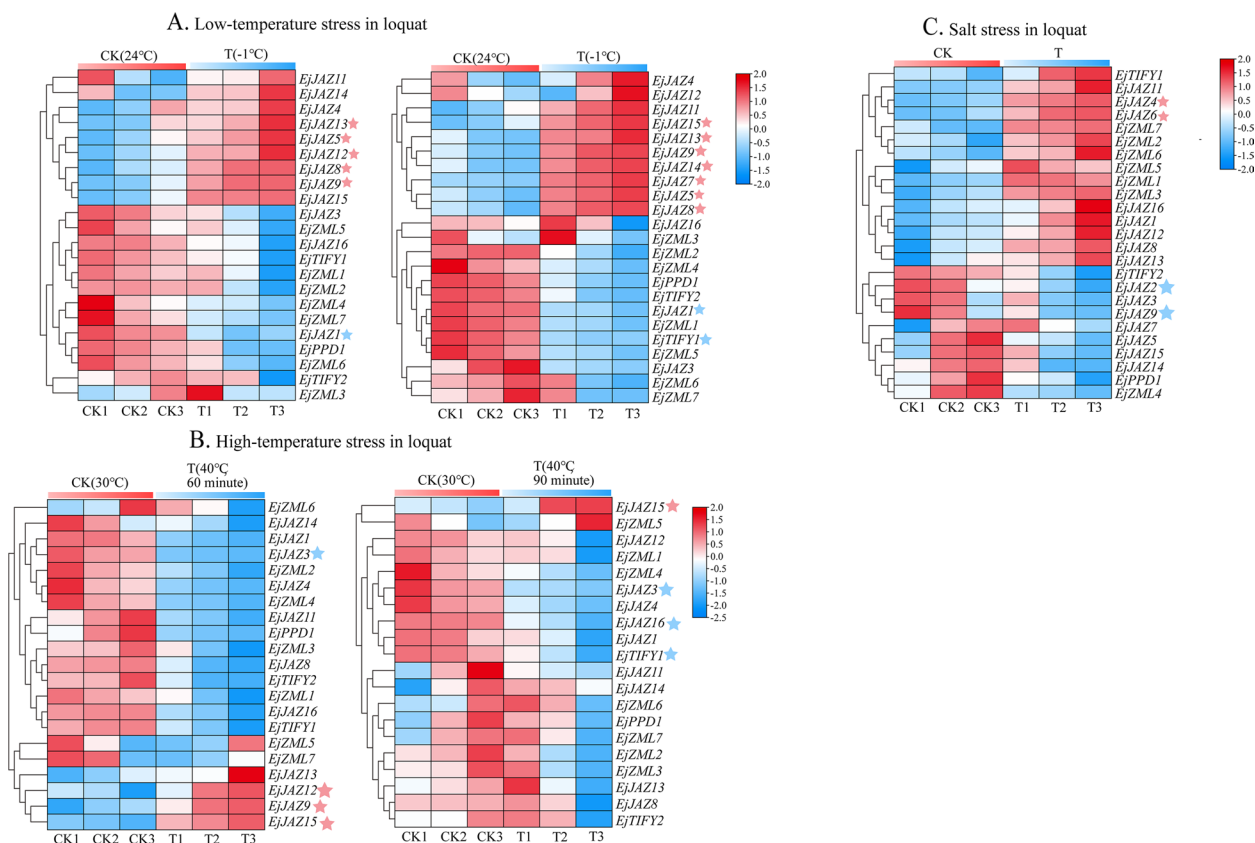 A. Low-temperature stress in loquat
CK(24℃)
T(-1℃)
EjJAZ11
EjJAZ14
EjJAZ4
EjJAZ13
EjJAZ5
EjJAZ12
EjJAZ8
EjJAZ9
EjJAZ15
EjJAZ3
EjZML5
EjJAZ16
EjTIFY1
EjZML1
EjZML2
EjZML4
EjZML7
EjJAZ1
EjPPD1
EjZML6
EjTIFY2
EjZML3
CK1 CK2 CK3 T1 T2 T3
CK(24℃)
T(-1℃)
EjJAZ4
EjJAZ12
EjJAZ11
EjJAZ15
EjJAZ13
EjJAZ9
EjJAZ14
EjJAZ7
EjJAZ5
EjJAZ8
EjJAZ16
EjZML3
EjZML2
EjZML4
EjPPD1
EjTIFY2
EjJAZ1
EjZML1
EjTIFY1
EjZML5
EjJAZ3
EjZML6
EjZML7
CK1 CK2 CK3 T1 T2 T3
2.0
1.5
1.0
0.5
0.0
-0.5
-1.0
-1.5
-2.0
C. Salt stress in loquat
CK
T
EjTIFY1
EjJAZ11
EjJAZ4
EjJAZ6
EjZML7
EjZML2
EjZML6
EjZML5
EjZML1
EjZML3
EjJAZ16
EjJAZ1
EjJAZ12
EjJAZ8
EjJAZ13
EjTIFY2
EjJAZ2
EjJAZ3
EjJAZ9
EjJAZ7
EjJAZ5
EjJAZ15
EjJAZ14
EjPPD1
EjZML4
CK1 CK2 CK3 T1 T2 T3
2.0
1.5
1.0
0.5
0.0
-0.5
-1.0
-1.5
-2.0
B. High-temperature stress in loquat
CK(30℃)
T(40℃,
60 minute)
EjZML6
EjJAZ14
EjJAZ1
EjJAZ3
EjZML2
EjJAZ4
EjZML4
EjJAZ11
EjPPD1
EjZML3
EjJAZ8
EjTIFY2
EjZML1
EjJAZ16
EjTIFY1
EjZML5
EjZML7
EjJAZ13
EjJAZ12
EjJAZ9
EjJAZ15
CK1 CK2 CK3 T1 T2 T3
CK(30℃)
T(40℃,
90 minute)
EjJAZ15
EjZML5
EjJAZ12
EjZML1
EjZML4
EjJAZ3
EjJAZ4
EjJAZ16
EjJAZ1
EjTIFY1
EjJAZ11
EjJAZ14
EjZML6
EjPPD1
EjZML7
EjZML2
EjZML3
EjJAZ13
EjJAZ8
EjTIFY2
CK1 CK2 CK3 T1 T2 T3
2.0
1.5
1.0
0.5
0.0
-0.5
-1.0
-1.5
-2.0
-2.5